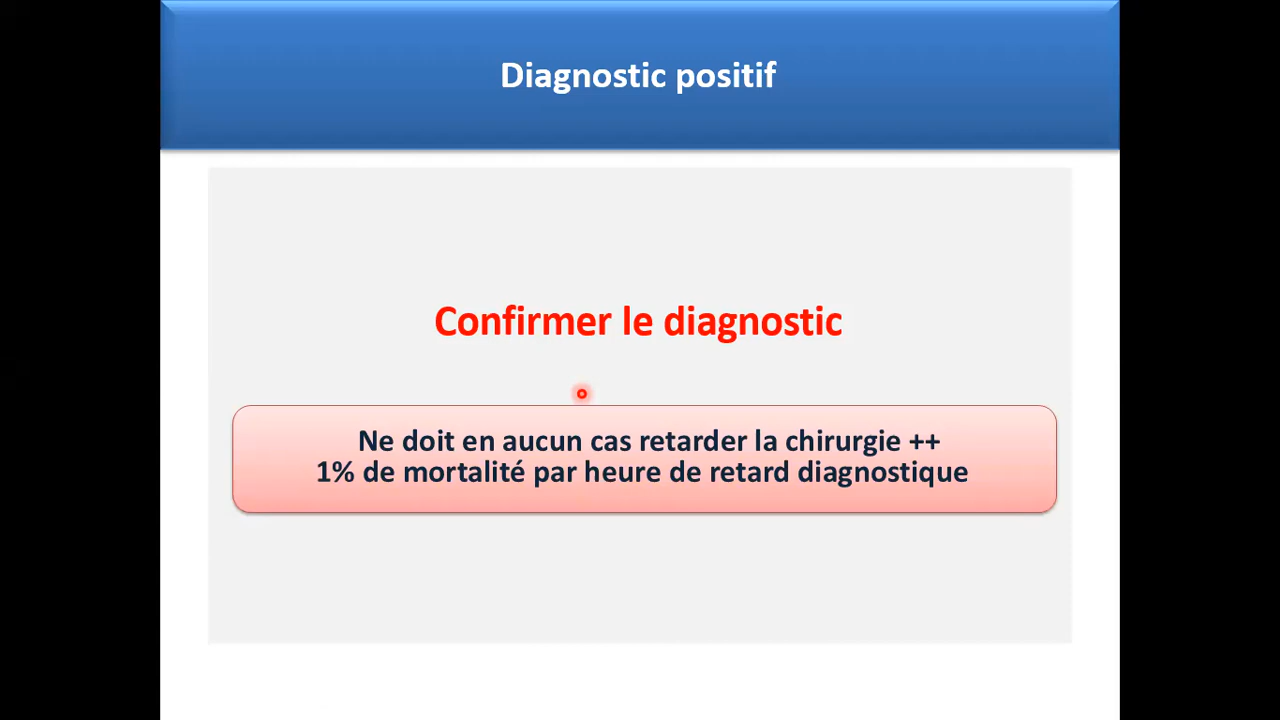 Diagnostic positif
Confirmer le diagnostic
Ne doit en aucun cas retarder la chirurgie ++
1% de mortalité par heure de retard diagnostique